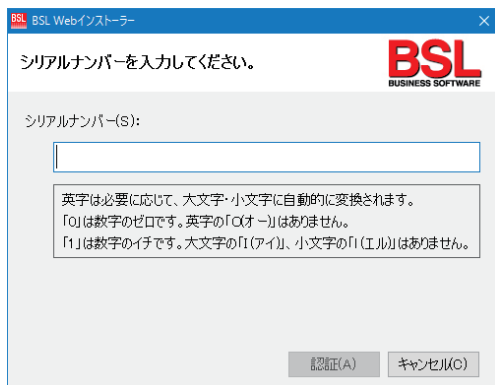 BSL BSL Webインストーラー
シリアルナンバーを入力してください。
BSL
BUSINESS SOFTWARE
シリアルナンバー(S):
英字は必要に応じて、大文字・小文字に自動的に変換されます。
「0」は数字のゼロです。英字の「O(オー)」はありません。
「1」は数字のイチです。大文字の「I(アイ)」、小文字の「l(エル)」はありません。
認証(A)
キャンセル(C)